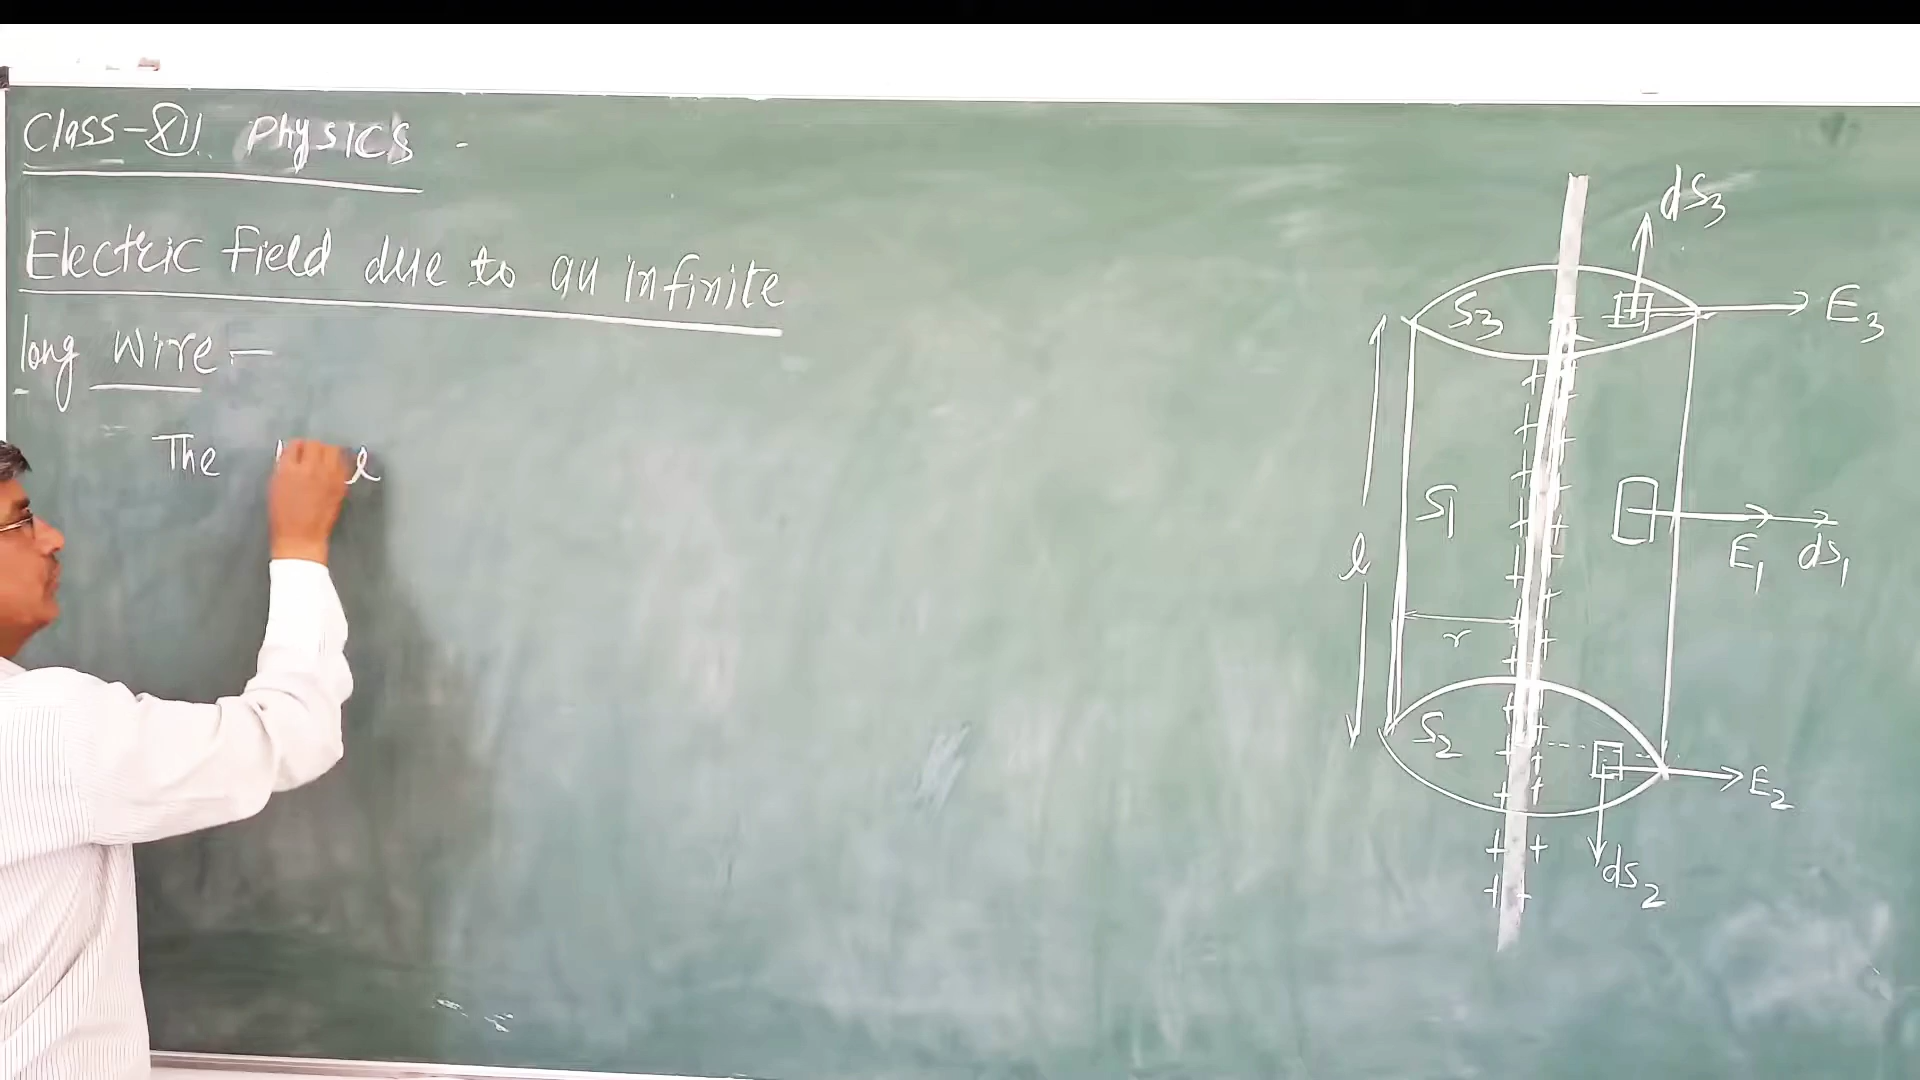 Class-XII Physics -
Electric field due to an infinite
long wire:-
The
dS3
S3
E3
S1
l
E1
dS1
r
S2
E2
dS2